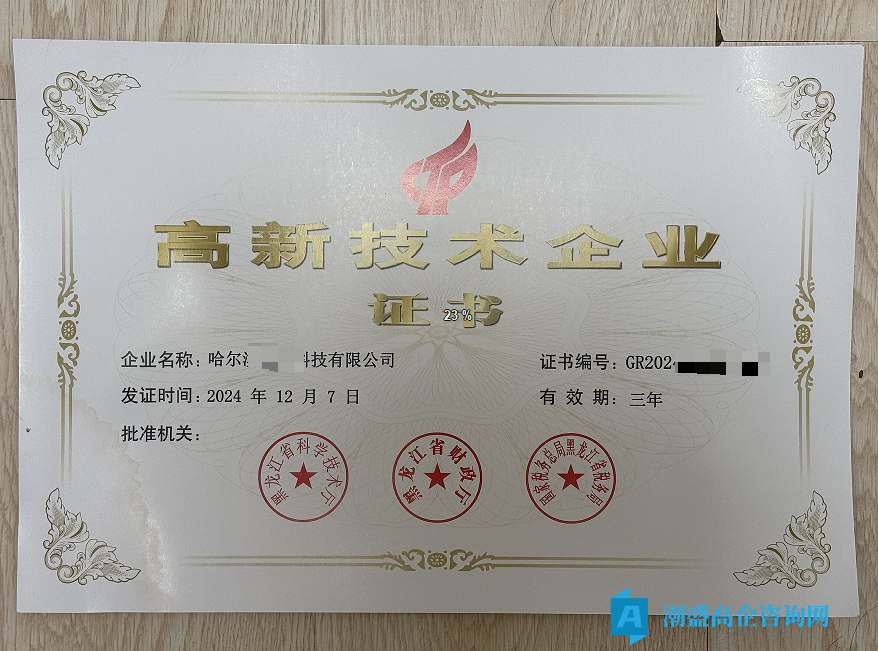 高新技术企业
证书
23 %
企业名称：哈尔 科技有限公司
证书编号：GR202
发证时间：2024 年 12 月 7 日
有 效 期：三年
批准机关：
黑龙江省科学技术厅
黑龙江省财政厅
国家税务总局黑龙江省税务局
潮盛高企咨询网